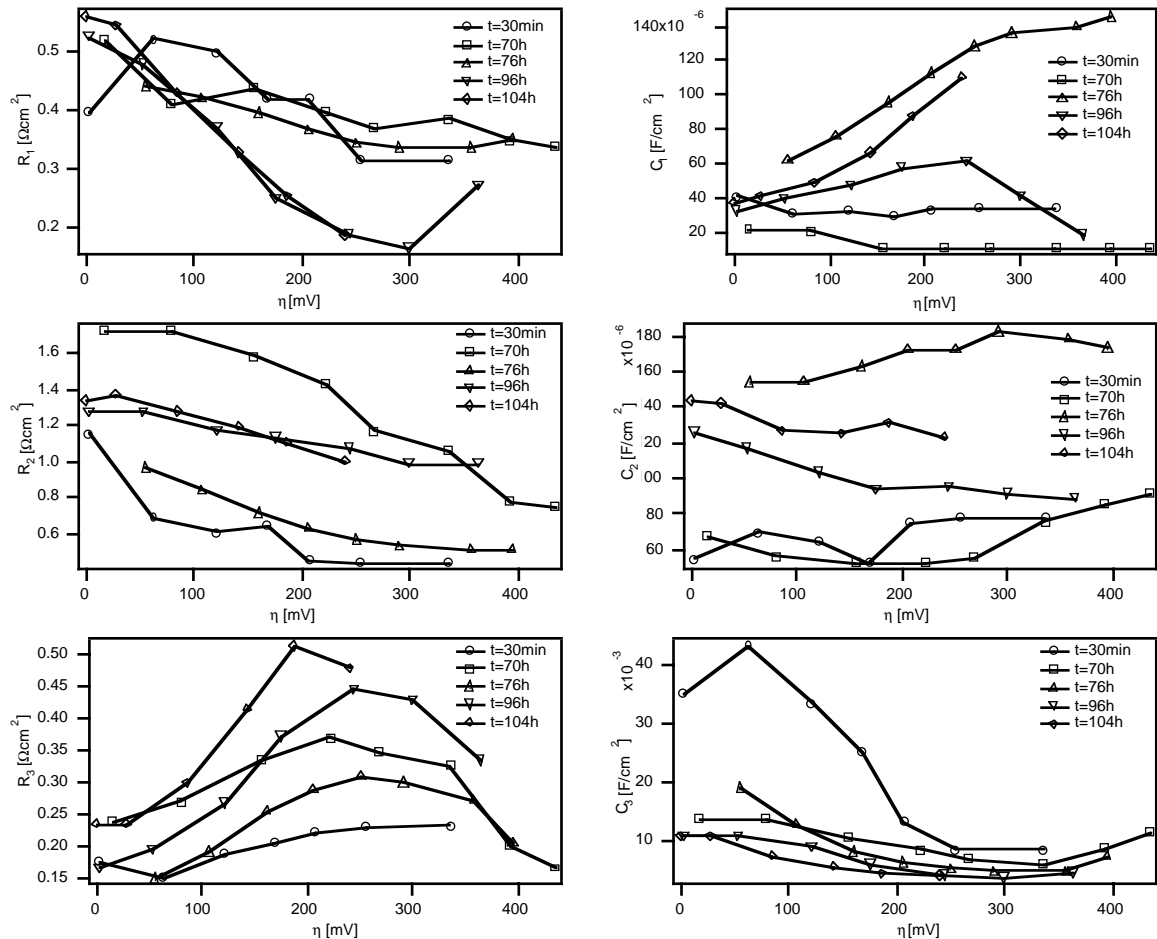 R1 [Ωcm2]
0.5
0.4
0.3
0.2
t=30min
t=70h
t=76h
t=96h
t=104h
0 100 200 300 400
η [mV]
C1 [F/cm 2]
140x10 -6
120
100
80
60
40
20
t=30min
t=70h
t=76h
t=96h
t=104h
0 100 200 300 400
η [mV]
R2 [Ωcm2]
1.6
1.4
1.2
1.0
0.8
0.6
t=30min
t=70h
t=76h
t=96h
t=104h
0 100 200 300 400
η [mV]
C2 [F/cm 2]
x10 -6
180
160
40
20
00
80
60
t=30min
t=70h
t=76h
t=96h
t=104h
0 100 200 300 400
η [mV]
R3 [Ωcm2]
0.50
0.45
0.40
0.35
0.30
0.25
0.20
0.15
t=30min
t=70h
t=76h
t=96h
t=104h
0 100 200 300 400
η [mV]
C3 [F/cm 2]
x10 -3
40
30
20
10
t=30min
t=70h
t=76h
t=96h
t=104h
0 100 200 300 400
η [mV]